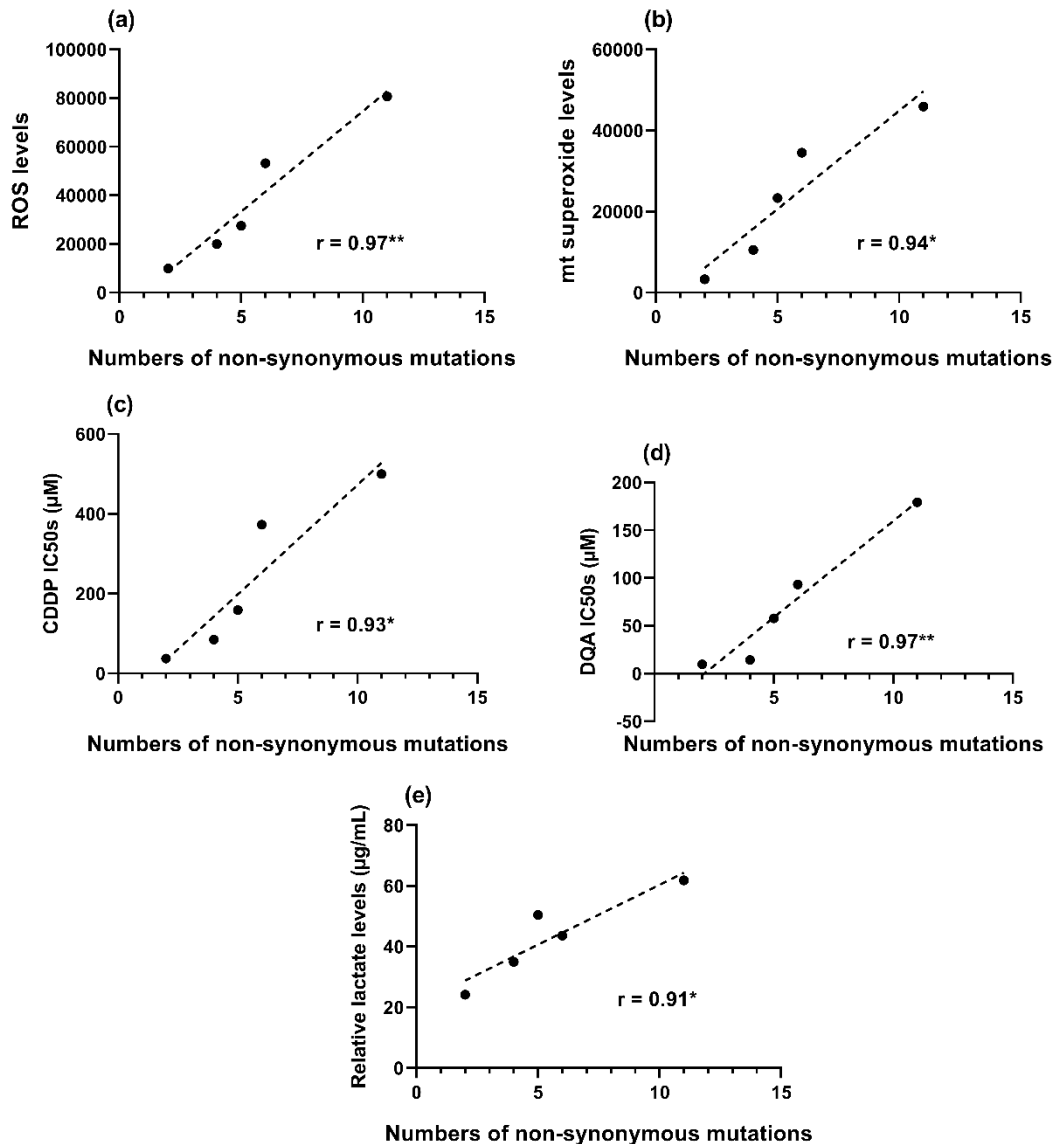 (a)
100000
80000
60000
40000
20000
0
ROS levels
r = 0.97**
0 5 10 15
Numbers of non-synonymous mutations
(b)
60000
40000
20000
0
mt superoxide levels
r = 0.94*
0 5 10 15
Numbers of non-synonymous mutations
(c)
600
400
200
0
CDDP IC50s (μM)
r = 0.93*
0 5 10 15
Numbers of non-synonymous mutations
(d)
200
150
100
50
0
-50
DQA IC50s (μM)
r = 0.97**
5 10 15
Numbers of non-synonymous mutations
(e)
80
60
40
20
0
Relative lactate levels (μg/mL)
r = 0.91*
0 5 10 15
Numbers of non-synonymous mutations